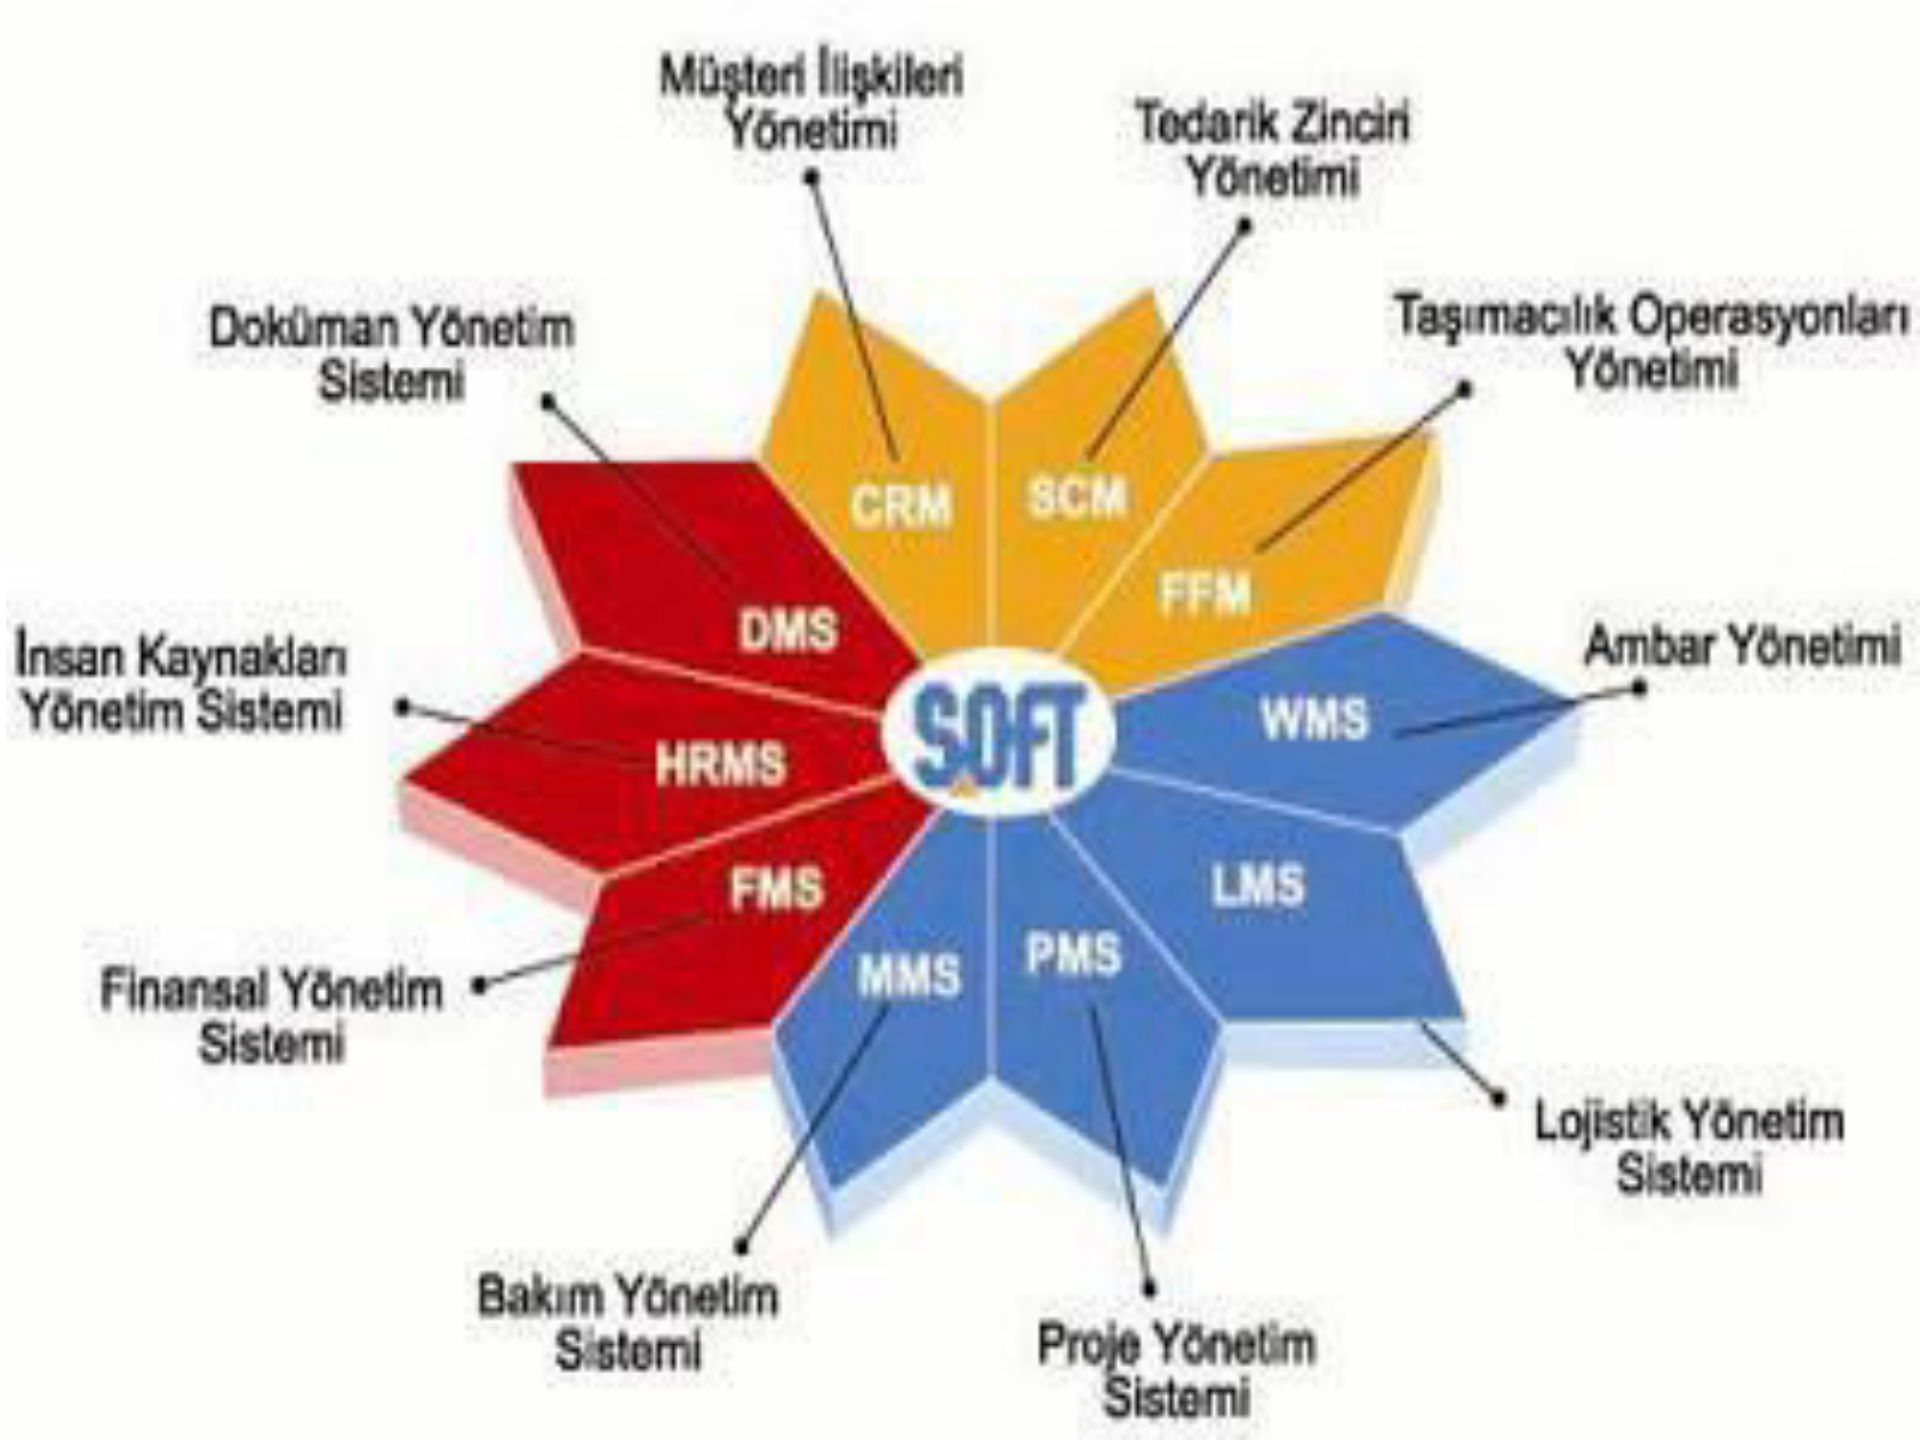 Müşteri İlişkileri
Yönetimi
Tedarik Zinciri
Yönetimi
Taşımacılık Operasyonları
Yönetimi
Doküman Yönetim
Sistemi
CRM
SCM
FFM
DMS
Ambar Yönetimi
WMS
İnsan Kaynakları
Yönetim Sistemi
HRMS
SOFT
FMS
LMS
MMS
PMS
Finansal Yönetim
Sistemi
Lojistik Yönetim
Sistemi
Bakım Yönetim
Sistemi
Proje Yönetim
Sistemi